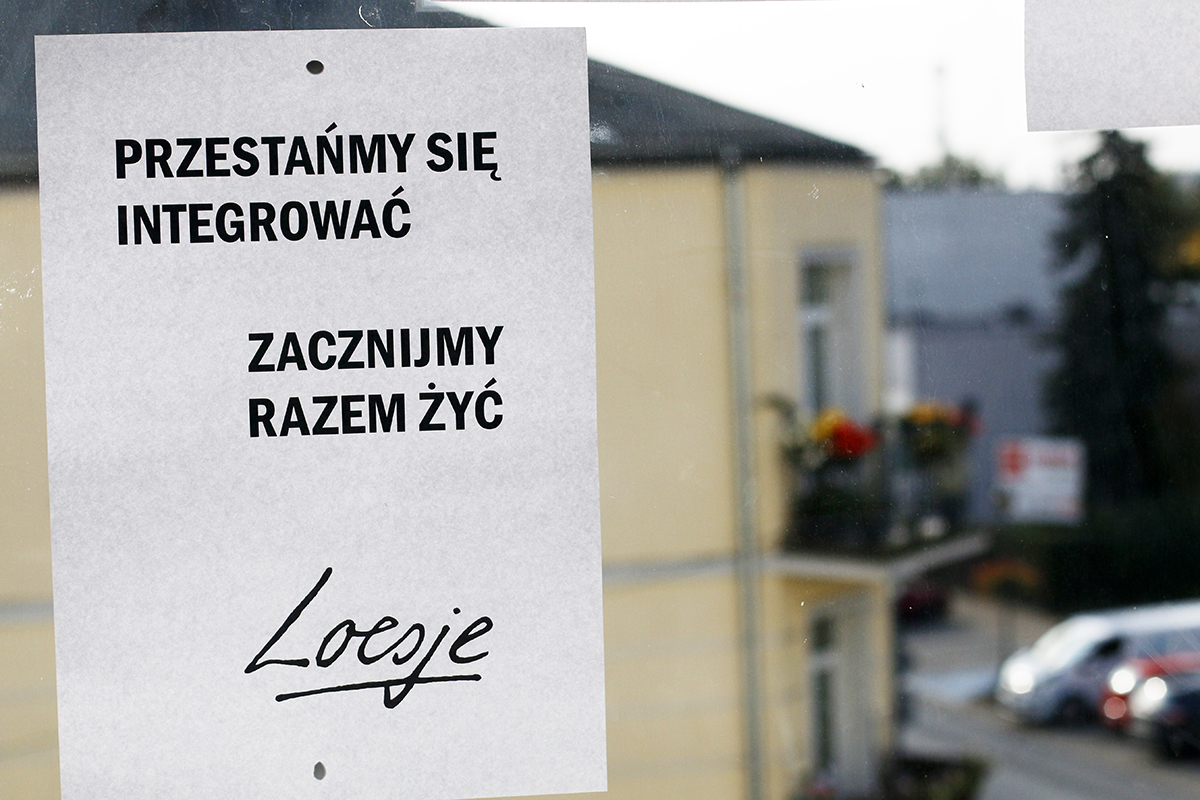 PRZESTAŃMY SIĘ
INTEGROWAĆ
ZACZNIJMY
RAZEM ŻYĆ
Loesje